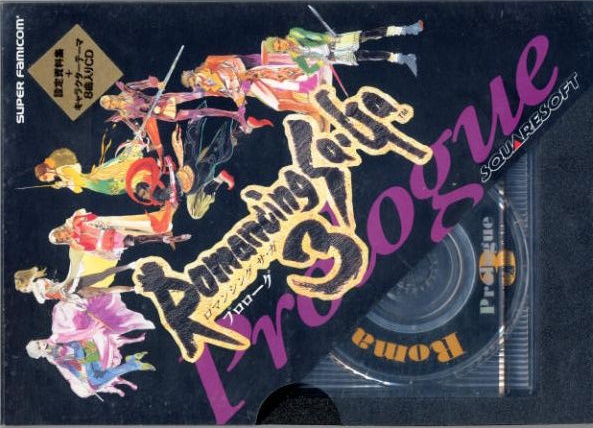 SUPER FAMICOM
設定資料集
+
キャラクターテーマ
8曲入りCD
Romancing Sa·Ga 3
ロマンシング サ・ガ
プロローグ
Prologue
SQUARESOFT
Prologue
3
Roma